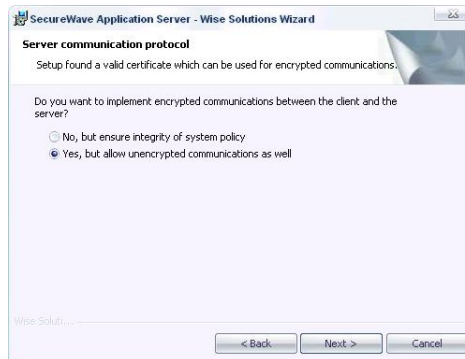 SecureWave Application Server - Wise Solutions Wizard
Server communication protocol
Setup found a valid certificate which can be used for encrypted communications.
Do you want to implement encrypted communications between the client and the
server?
No, but ensure integrity of system policy
Yes, but allow unencrypted communications as well
Wise Soluti...
< Back Next > Cancel